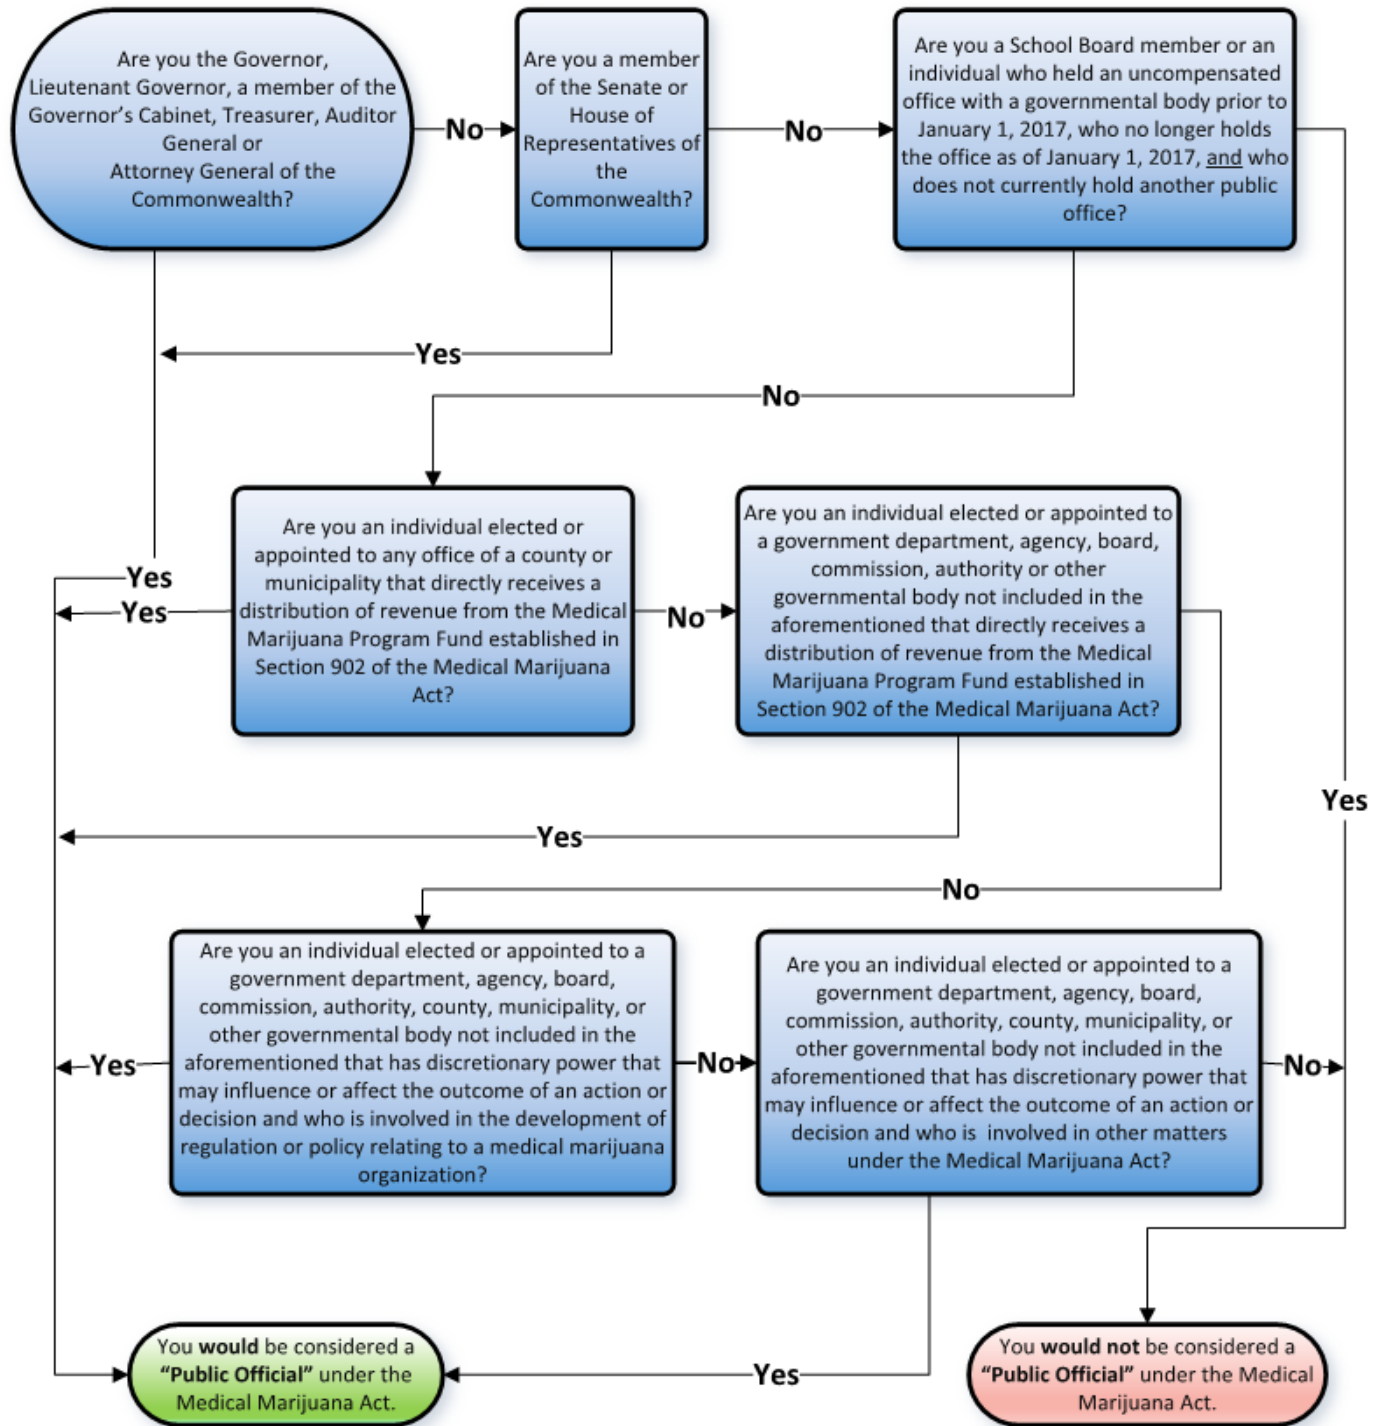 Are you the Governor,
Lieutenant Governor, a member of the
Governor's Cabinet, Treasurer, Auditor
General or
Attorney General of the
Commonwealth?
No
Are you a member
of the Senate or
House of
Representatives of
the
Commonwealth?
No
Are you a School Board member or an
individual who held an uncompensated
office with a governmental body prior to
January 1, 2017, who no longer holds
the office as of January 1, 2017, and who
does not currently hold another public
office?
Yes
No
Yes
Yes
Are you an individual elected or
appointed to any office of a county or
municipality that directly receives a
distribution of revenue from the Medical
Marijuana Program Fund established in
Section 902 of the Medical Marijuana
Act?
No
Are you an individual elected or appointed to
a government department, agency, board,
commission, authority or other
governmental body not included in the
aforementioned that directly receives a
distribution of revenue from the Medical
Marijuana Program Fund established in
Section 902 of the Medical Marijuana Act?
Yes
Yes
No
Yes
Are you an individual elected or appointed to a
government department, agency, board,
commission, authority, county, municipality, or
other governmental body not included in the
aforementioned that has discretionary power that
may influence or affect the outcome of an action or
decision and who is involved in the development of
regulation or policy relating to a medical marijuana
organization?
No
Are you an individual elected or appointed to a
government department, agency, board,
commission, authority, county, municipality, or
other governmental body not included in the
aforementioned that has discretionary power that
may influence or affect the outcome of an action or
decision and who is involved in other matters
under the Medical Marijuana Act?
No
You would be considered a
"Public Official" under the
Medical Marijuana Act.
Yes
You would not be considered a
"Public Official" under the Medical
Marijuana Act.